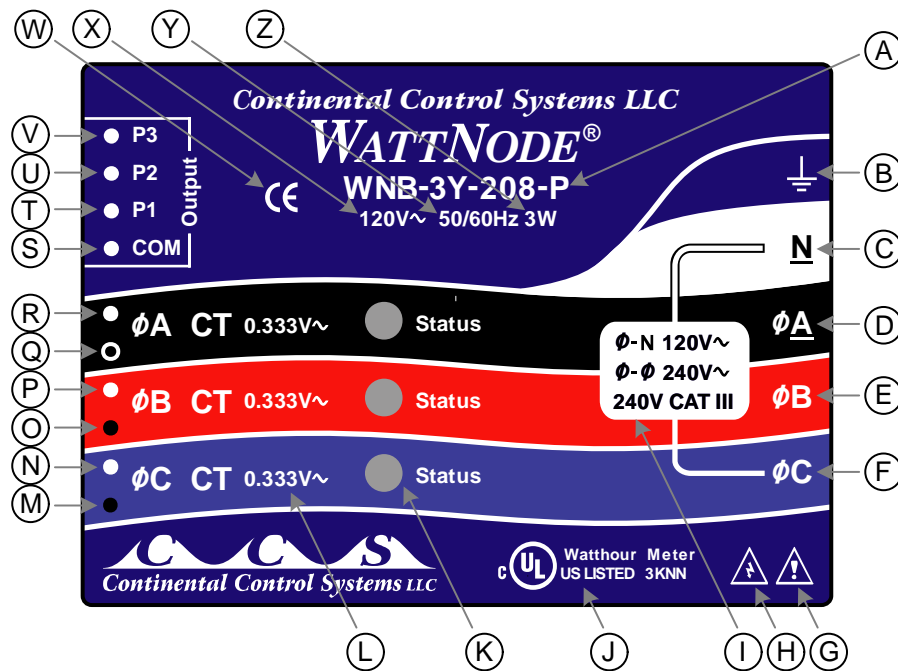 W X Y Z A
Continental Control Systems LLC
WATTNODE®
WNB-3Y-208-P
120V~ 50/60Hz 3W
CE
V P3
U P2
T P1
S COM
Output
B
N C
R
Q
ϕA CT 0.333V~ Status
ϕA D
P
O
ϕB CT 0.333V~ Status
ϕB E
N
M
ϕC CT 0.333V~ Status
ϕC F
ϕ-N 120V~
ϕ-ϕ 240V~
240V CAT III
C C S
Continental Control Systems LLC
c UL US LISTED
Watthour Meter
3KNN
L K J I H G